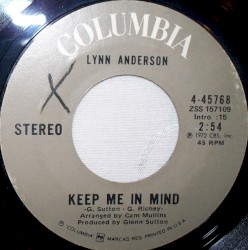 COLUMBIA
LYNN ANDERSON
X
4-45768
ZSS 157109
STEREO
Intro :15
2:54
℗ 1972 CBS, Inc.
45 RPM
KEEP ME IN MIND
-G. Sutton - G. Richey-
Arranged by Cam Mullins
Produced by Glenn Sutton
"COLUMBIA", MARCAS REG. PRINTED IN U.S.A.